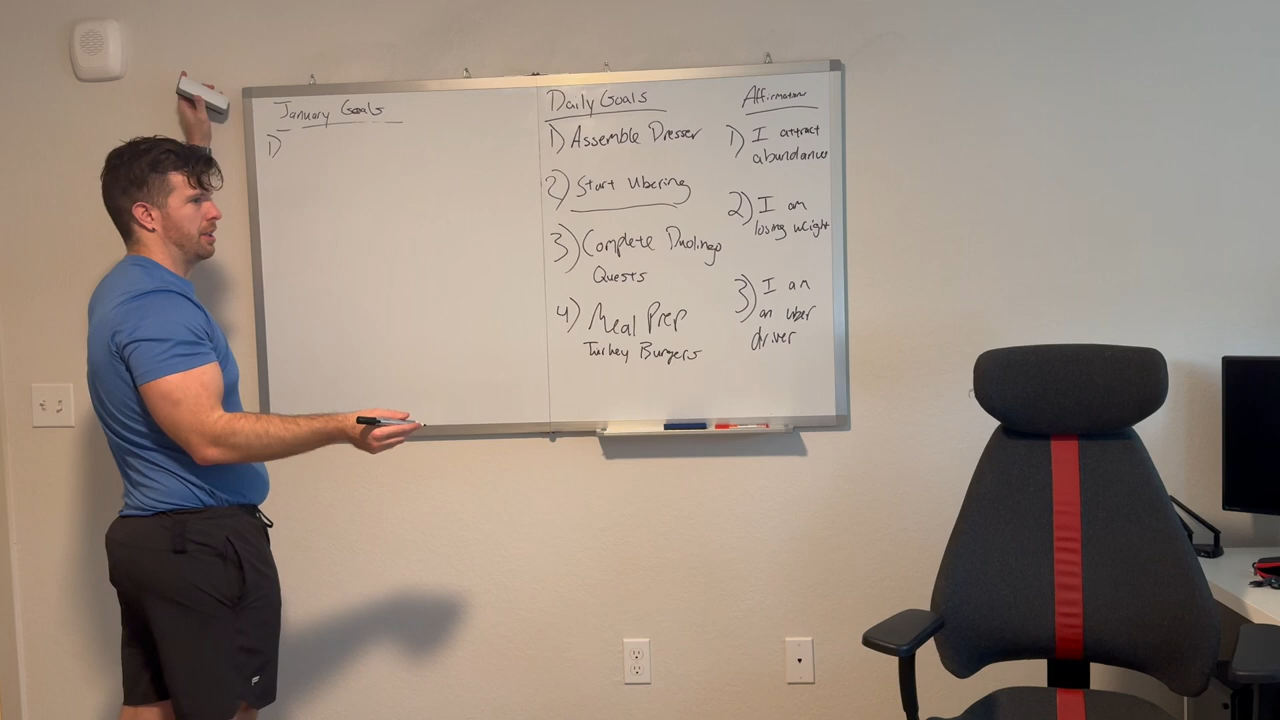 January Goals
1)
Daily Goals
1) Assemble Dresser
2) Start Ubering
3) Complete Duolingo
Quests
4) Meal Prep
Turkey Burgers
Affirmation
1) I attract
abundance
2) I am
losing weight
3) I am
an uber
driver